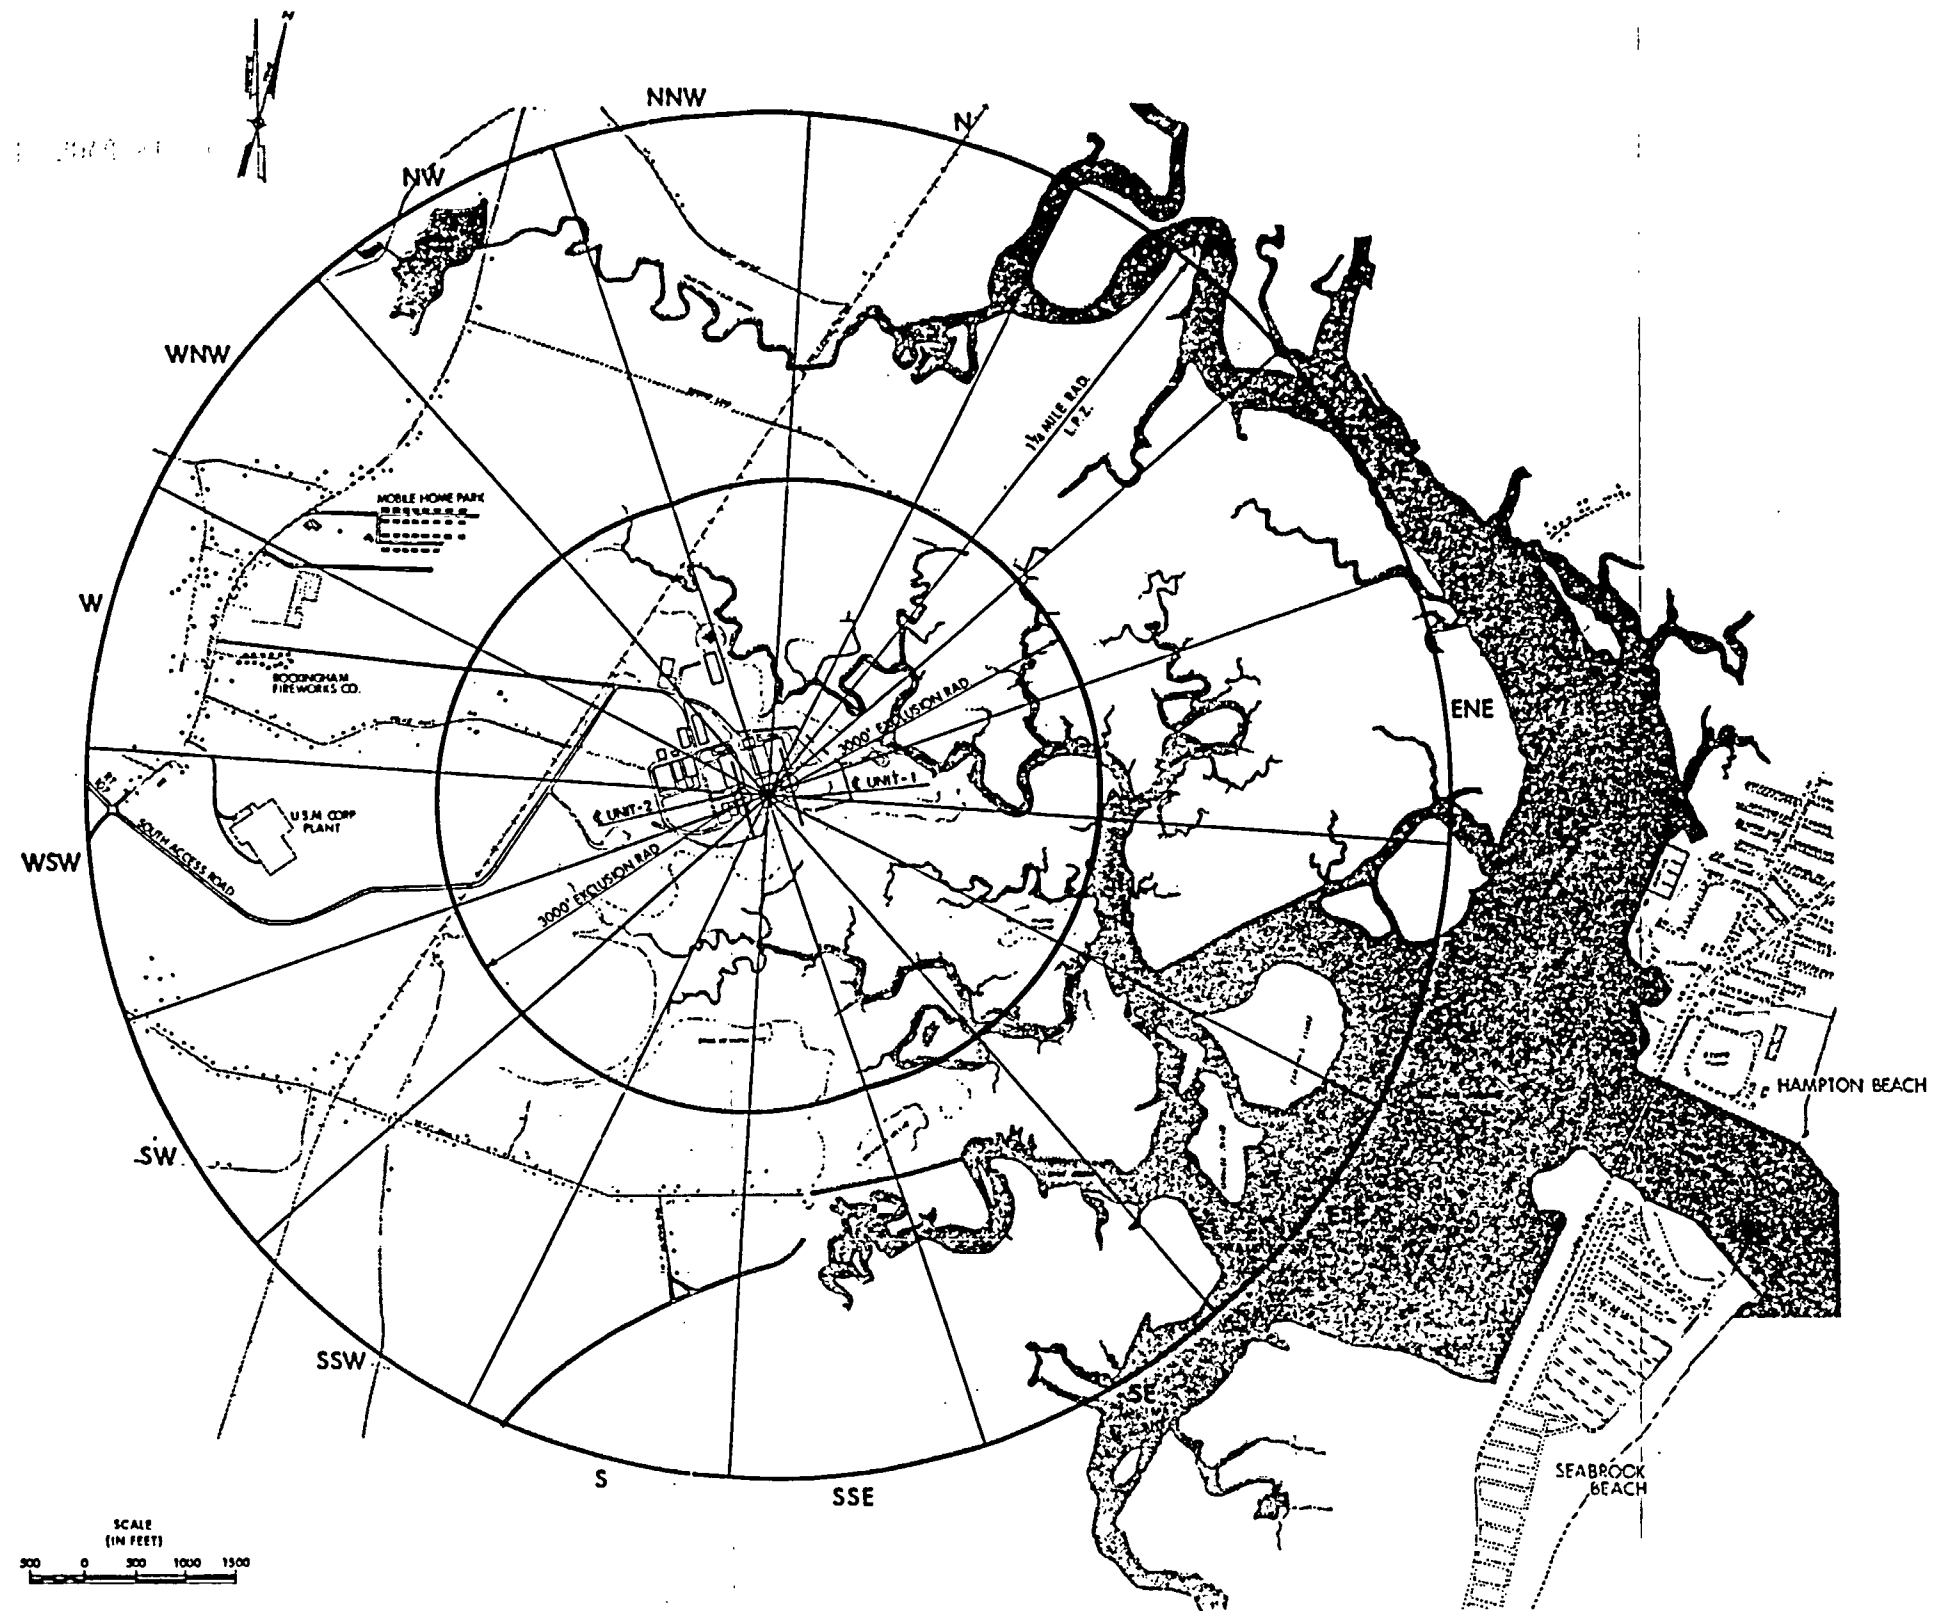 N
NNW
N
NW
WNW
1¼ MILE RAD.
L.P.Z.
MOBILE HOME PARK
W
ROCKINGHAM
FIREWORKS CO.
3000' EXCLUSION RAD
ENE
℄ UNIT-1
℄ UNIT-2
U.S.M CORP
PLANT
SOUTH ACCESS ROAD
WSW
3000' EXCLUSION RAD
HAMPTON BEACH
SW
SSW
SE
S
SSE
SEABROOK
BEACH
SCALE
(IN FEET)
500 0 500 1000 1500